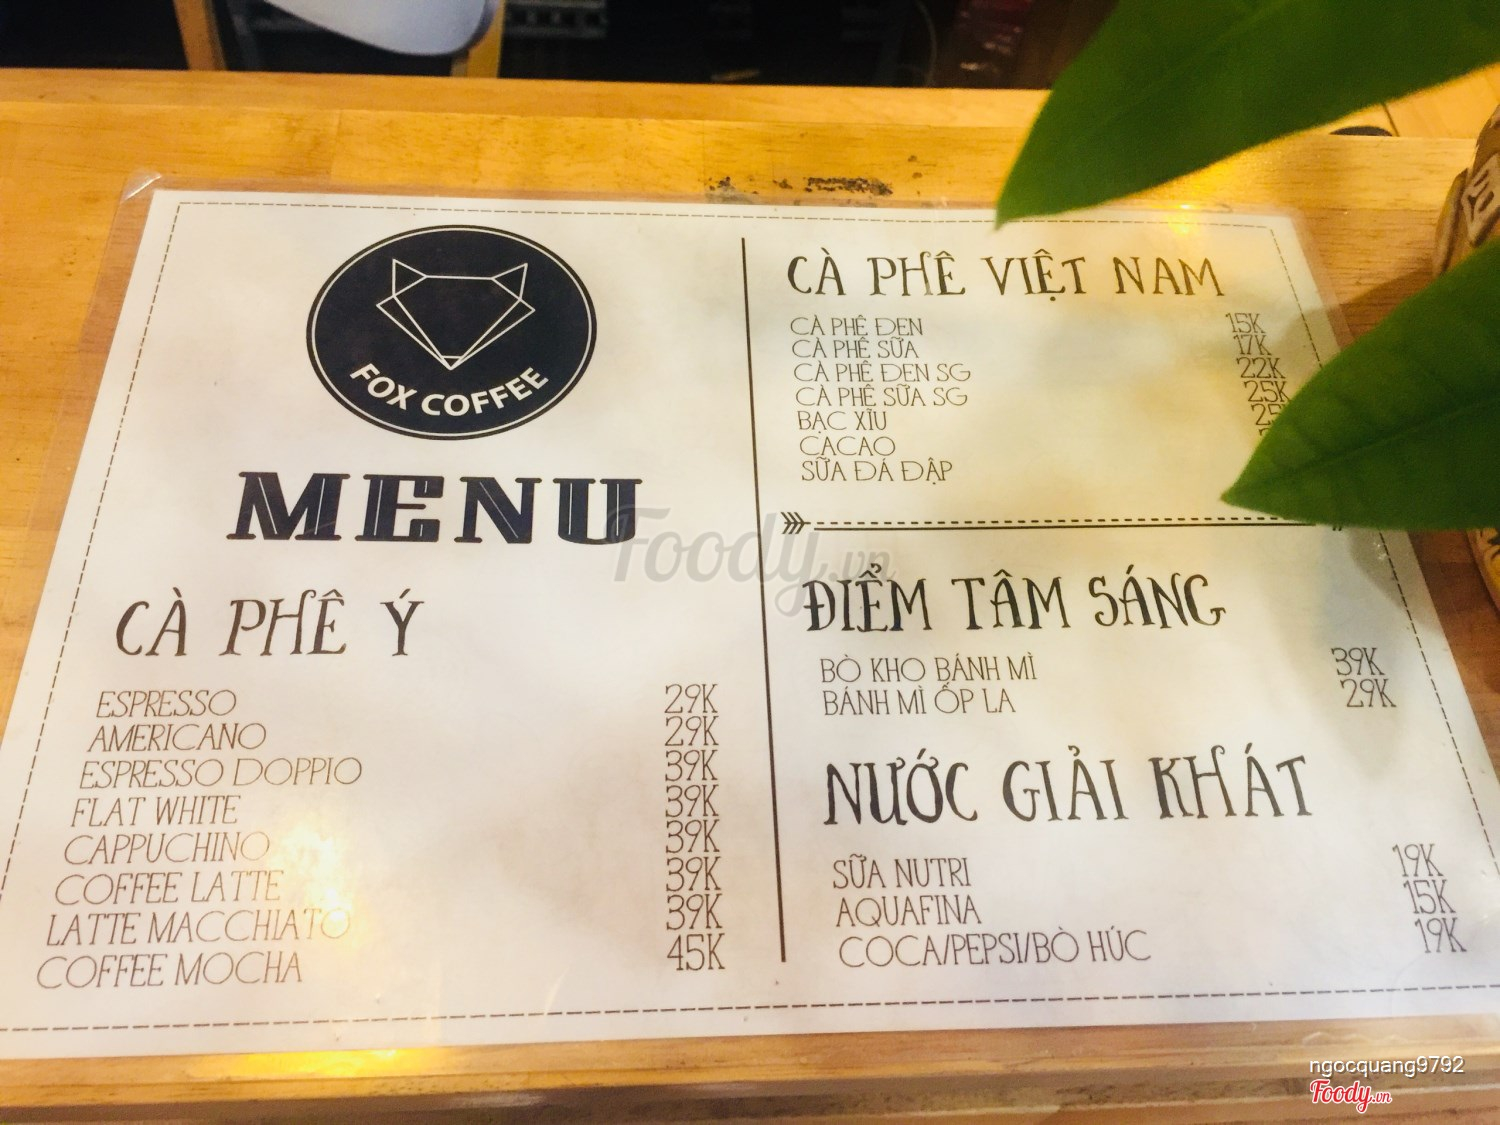 FOX COFFEE
MENU
CÀ PHÊ Ý
ESPRESSO 29K
AMERICANO 29K
ESPRESSO DOPPIO 39K
FLAT WHITE 39K
CAPPUCHINO 39K
COFFEE LATTE 39K
LATTE MACCHIATO 39K
COFFEE MOCHA 45K
CÀ PHÊ VIỆT NAM
CÀ PHÊ ĐEN 15K
CÀ PHÊ SỮA 17K
CÀ PHÊ ĐEN SG 22K
CÀ PHÊ SỮA SG 25K
BẠC XỈU
CACAO
SỮA ĐÁ ĐẬP
ĐIỂM TÂM SÁNG
BÒ KHO BÁNH MÌ 39K
BÁNH MÌ ỐP LA 29K
NƯỚC GIẢI KHÁT
SỮA NUTRI 19K
AQUAFINA 15K
COCA/PEPSI/BÒ HÚC 19K
Foody.vn
ngocquang9792
Foody.vn